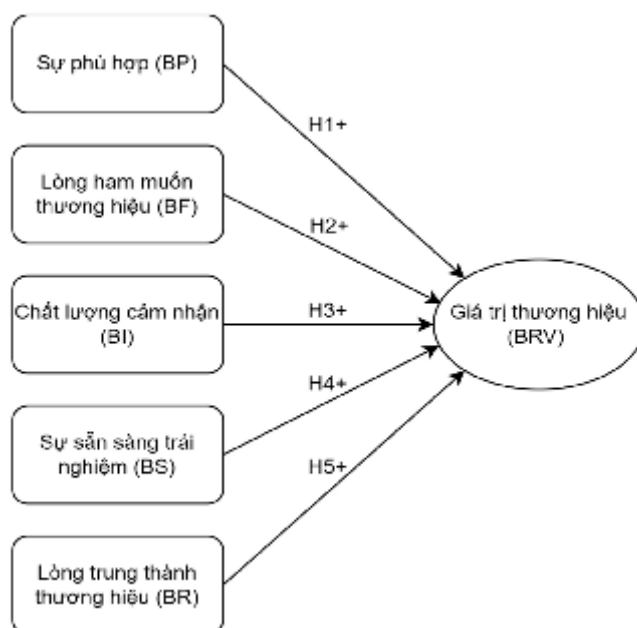 Sự phù hợp (BP)
H1+
Lòng ham muốn
thương hiệu (BF)
H2+
Chất lượng cảm nhận
(BI)
H3+
Giá trị thương hiệu
(BRV)
H4+
Sự sẵn sàng trải
nghiệm (BS)
H5+
Lòng trung thành
thương hiệu (BR)